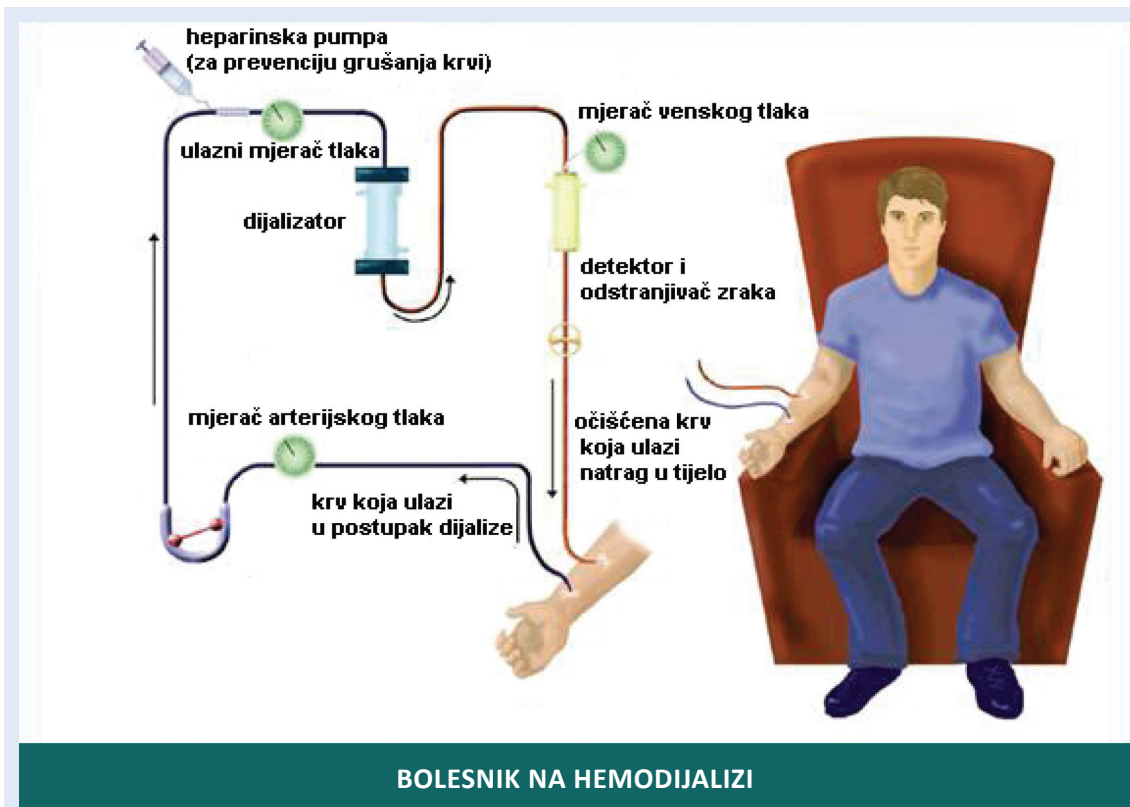 heparinska pumpa
(za prevenciju grušanja krvi)
mjerač venskog tlaka
ulazni mjerač tlaka
dijalizator
detektor i
odstranjivač zraka
mjerač arterijskog tlaka
očišćena krv
koja ulazi
natrag u tijelo
krv koja ulazi
u postupak dijalize
BOLESNIK NA HEMODIJALIZI